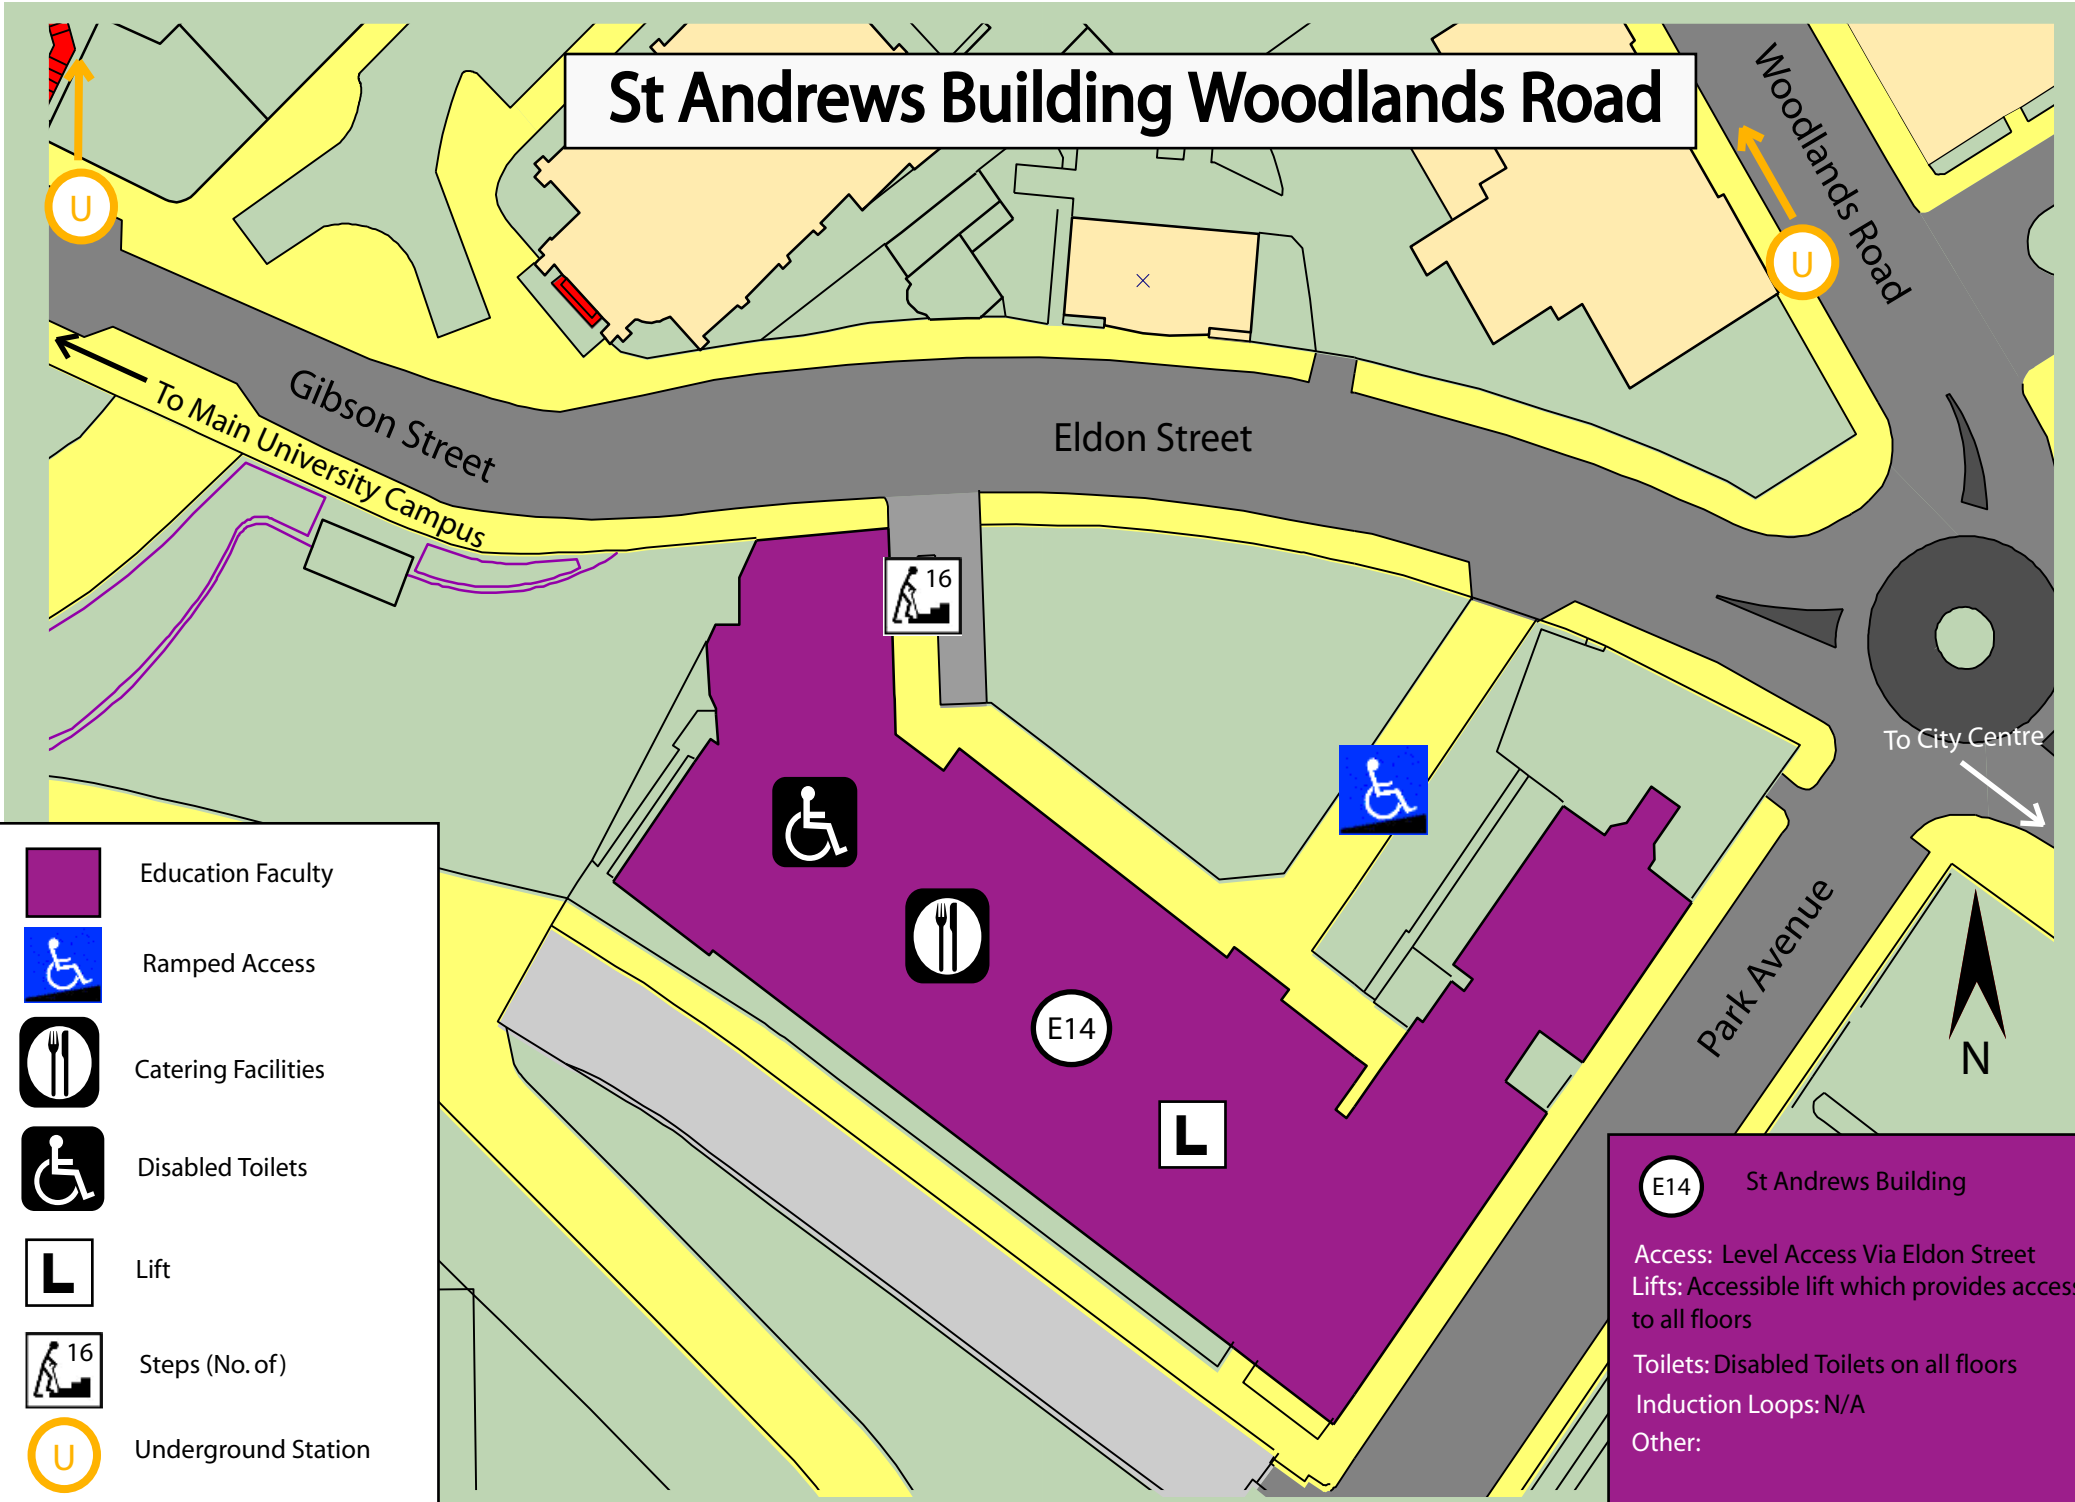 St Andrews Building Woodlands Road
Woodlands Road
U
U
Gibson Street
To Main University Campus
Eldon Street
16
To City Centre
Park Avenue
N
E14
L
Education Faculty
Ramped Access
Catering Facilities
Disabled Toilets
L Lift
16 Steps (No. of)
U Underground Station
E14 St Andrews Building
Access: Level Access Via Eldon Street
Lifts: Accessible lift which provides access
to all floors
Toilets: Disabled Toilets on all floors
Induction Loops: N/A
Other: